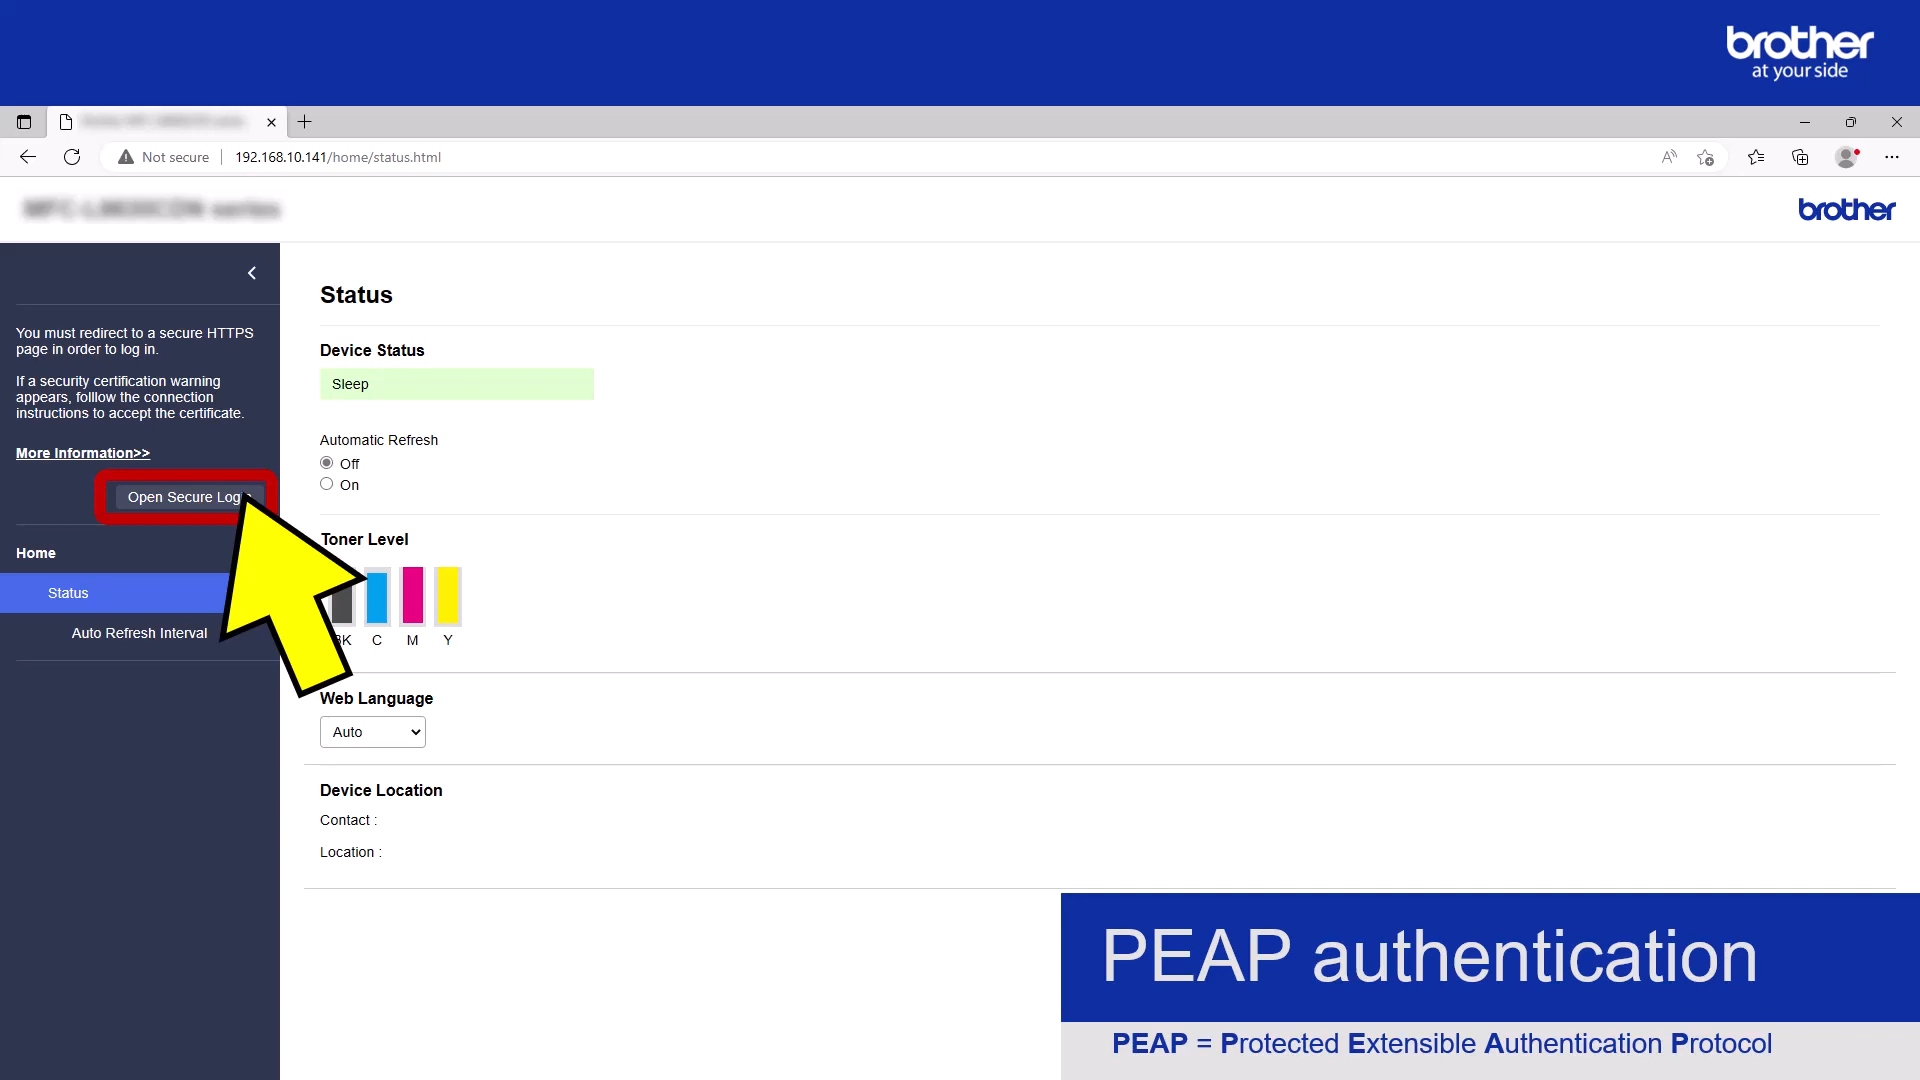 brother
at your side
Not secure
192.168.10.141/home/status.html
brother
You must redirect to a secure HTTPS
page in order to log in.
If a security certification warning
appears, folllow the connection
instructions to accept the certificate.
More Information>>
Open Secure Login
Home
Status
Auto Refresh Interval
Status
Device Status
Sleep
Automatic Refresh
Off
On
Toner Level
BK C M Y
Web Language
Auto
Device Location
Contact :
Location :
PEAP authentication
PEAP = Protected Extensible Authentication Protocol